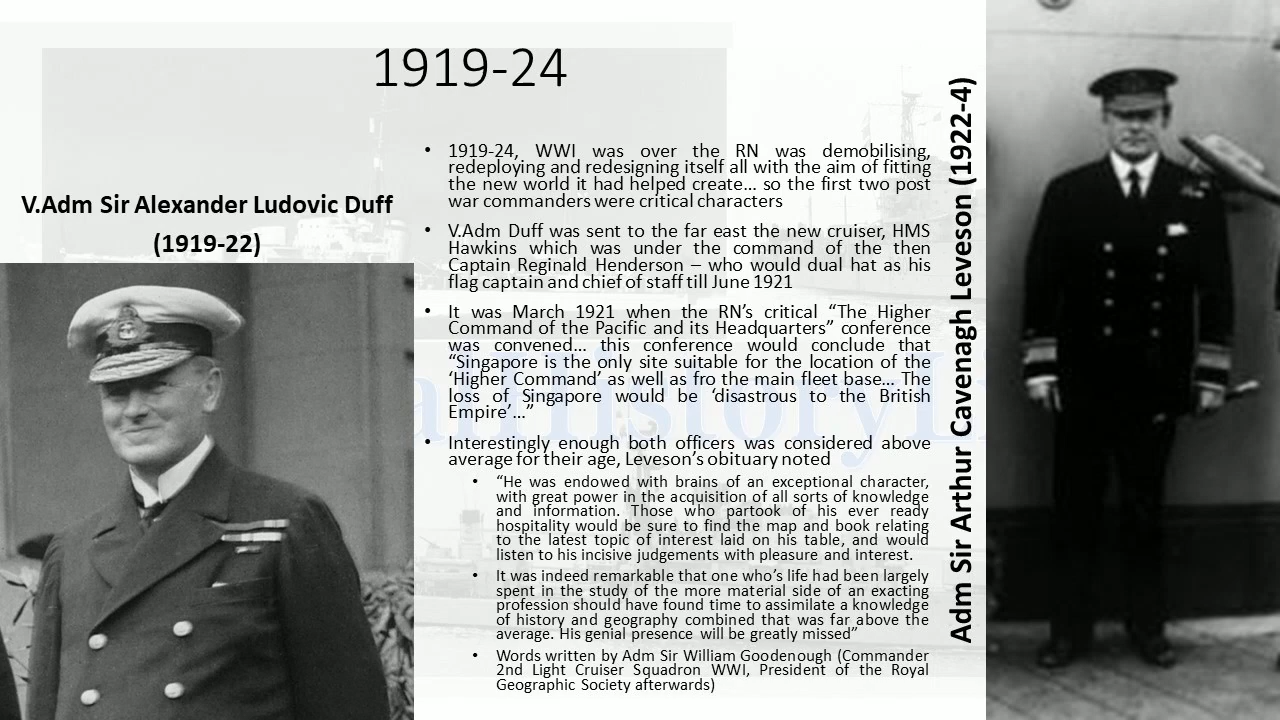 1919-24
V.Adm Sir Alexander Ludovic Duff
(1919-22)
• 1919-24, WWI was over the RN was demobilising,
redeploying and redesigning itself all with the aim of fitting
the new world it had helped create... so the first two post
war commanders were critical characters
• V.Adm Duff was sent to the far east the new cruiser, HMS
Hawkins which was under the command of the then
Captain Reginald Henderson – who would dual hat as his
flag captain and chief of staff till June 1921
• It was March 1921 when the RN's critical “The Higher
Command of the Pacific and its Headquarters” conference
was convened... this conference would conclude that
“Singapore is the only site suitable for the location of the
‘Higher Command’ as well as fro the main fleet base... The
loss of Singapore would be ‘disastrous to the British
Empire’...”
• Interestingly enough both officers was considered above
average for their age, Leveson's obituary noted
• “He was endowed with brains of an exceptional character,
with great power in the acquisition of all sorts of knowledge
and information. Those who partook of his ever ready
hospitality would be sure to find the map and book relating
to the latest topic of interest laid on his table, and would
listen to his incisive judgements with pleasure and interest.
• It was indeed remarkable that one who's life had been largely
spent in the study of the more material side of an exacting
profession should have found time to assimilate a knowledge
of history and geography combined that was far above the
average. His genial presence will be greatly missed”
• Words written by Adm Sir William Goodenough (Commander
2nd Light Cruiser Squadron WWI, President of the Royal
Geographic Society afterwards)
Adm Sir Arthur Cavenagh Leveson (1922-4)